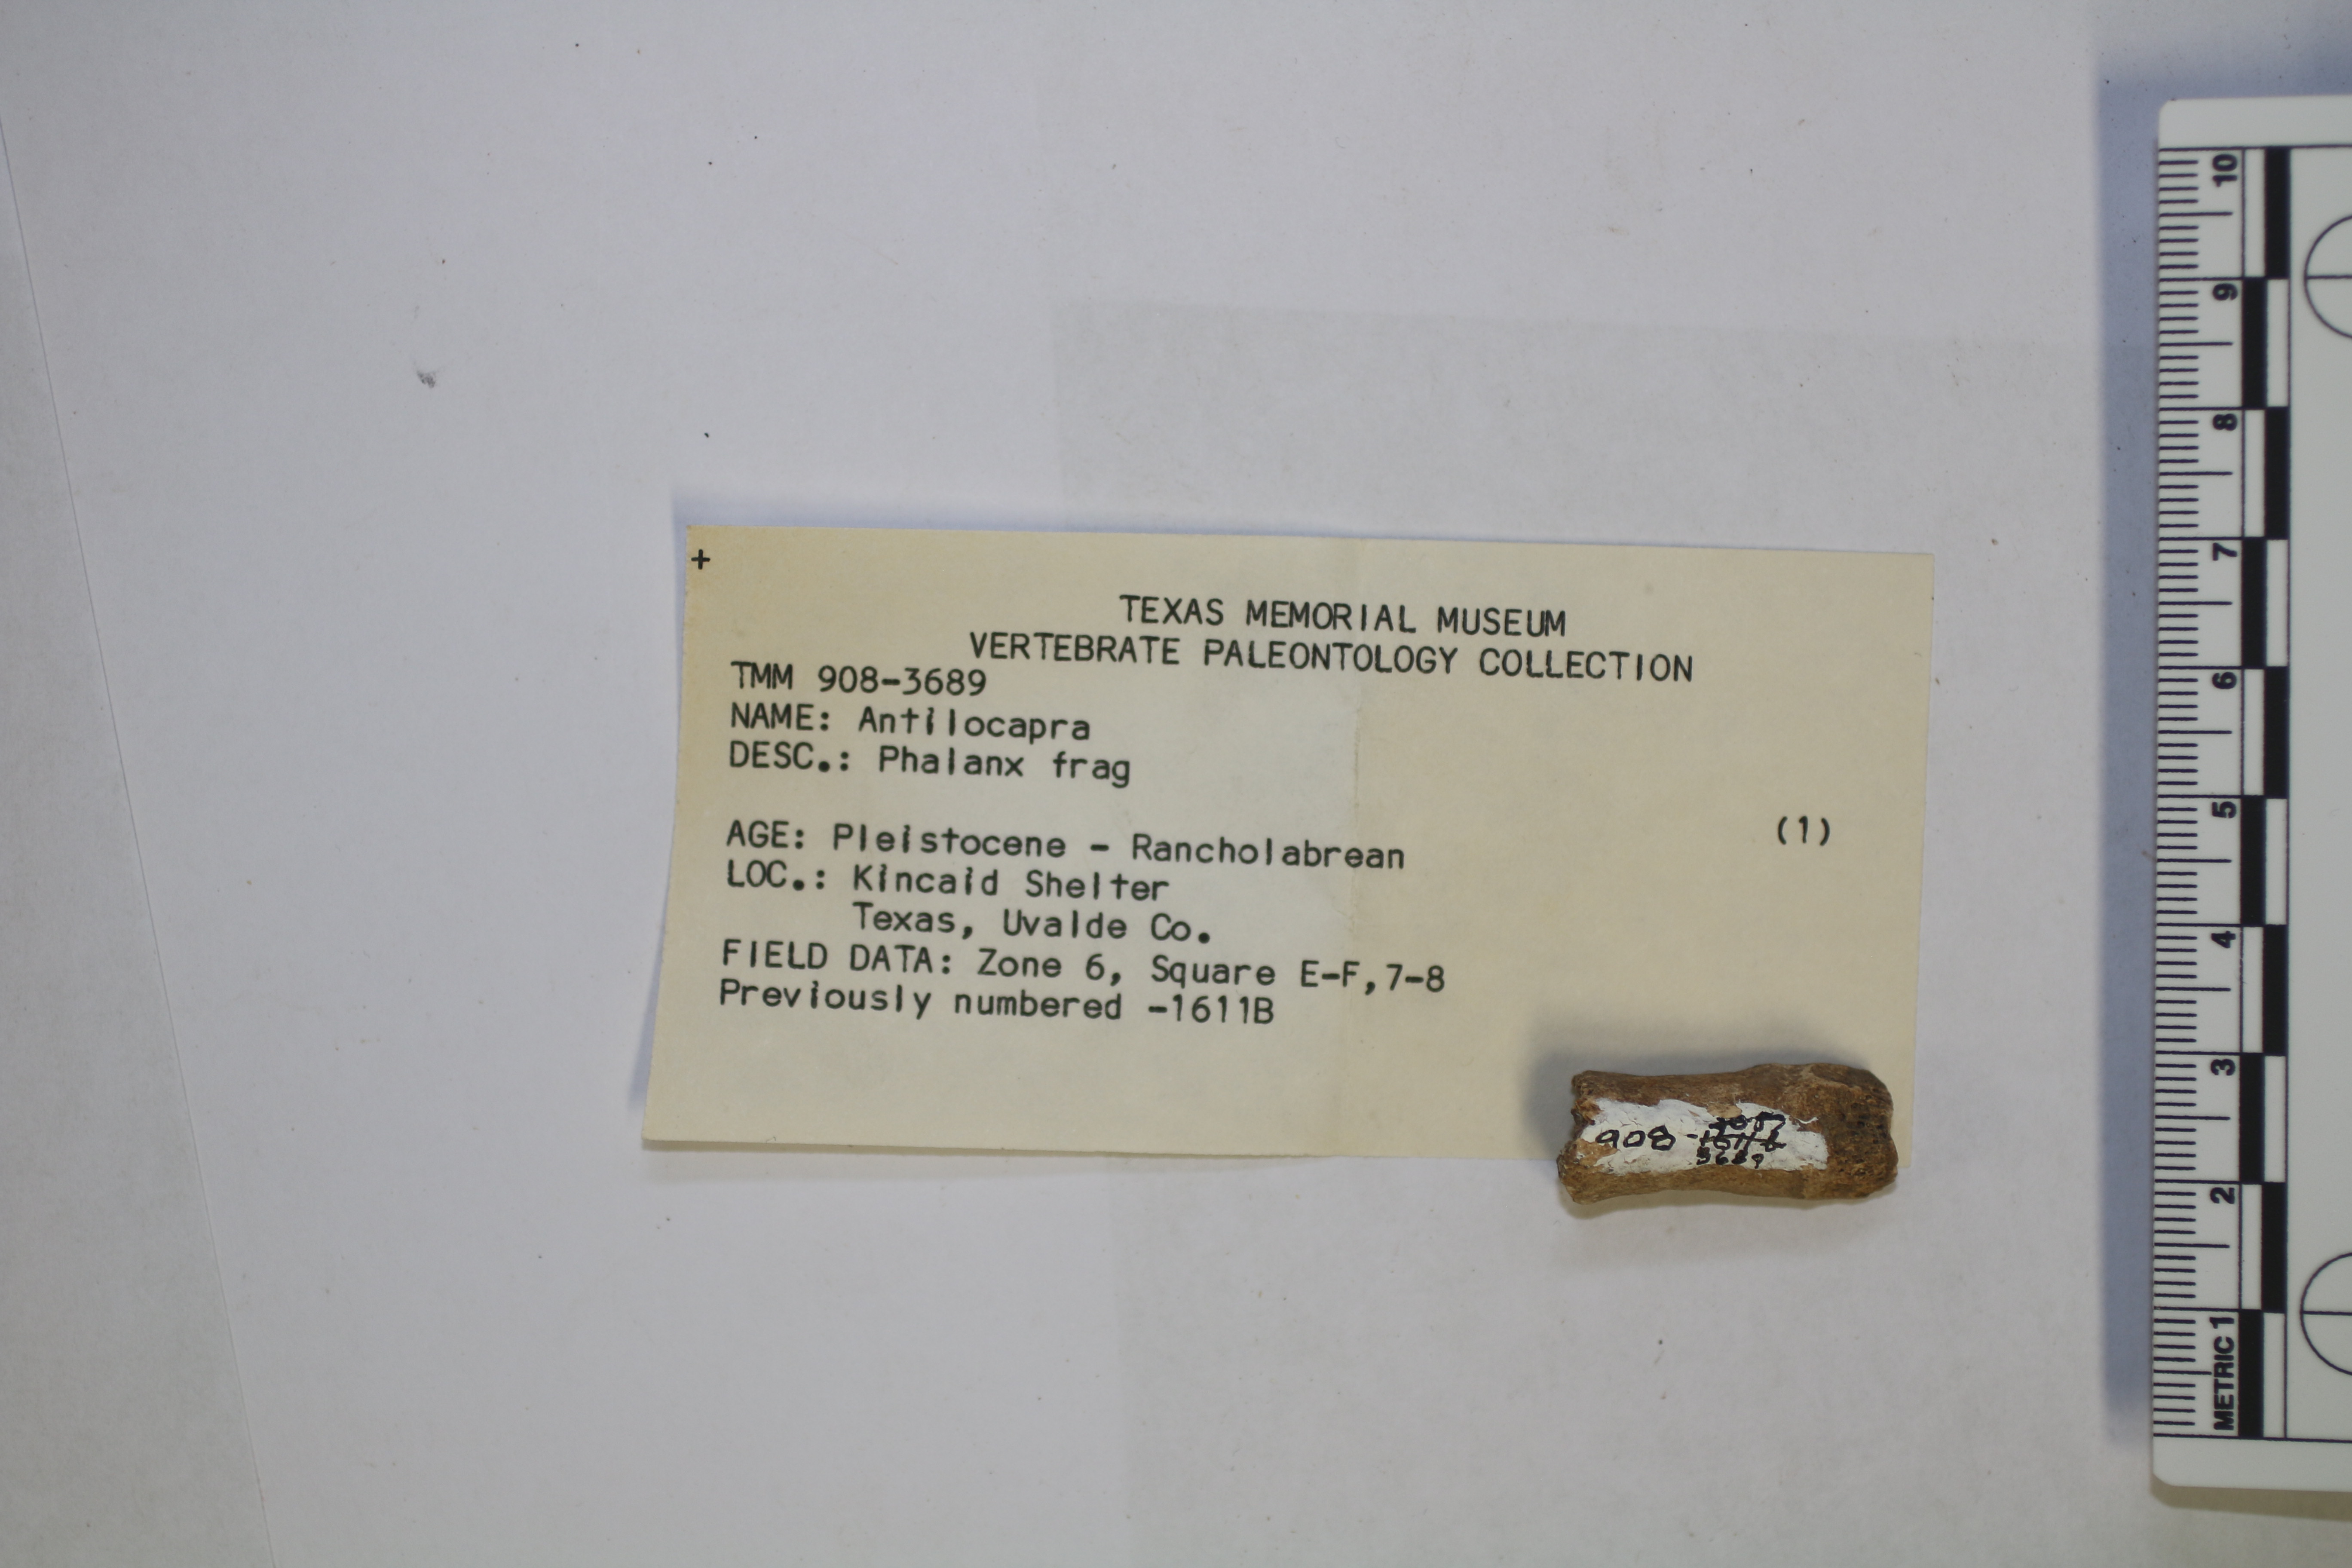 +
TEXAS MEMORIAL MUSEUM
VERTEBRATE PALEONTOLOGY COLLECTION
TMM 908-3689
NAME: Antilocapra
DESC.: Phalanx frag
(1)
AGE: Pleistocene - Rancholabrean
LOC.: Kincaid Shelter
Texas, Uvalde Co.
FIELD DATA: Zone 6, Square E-F,7-8
Previously numbered -1611B
908
3689
10
9
8
7
6
5
4
3
2
METRIC 1